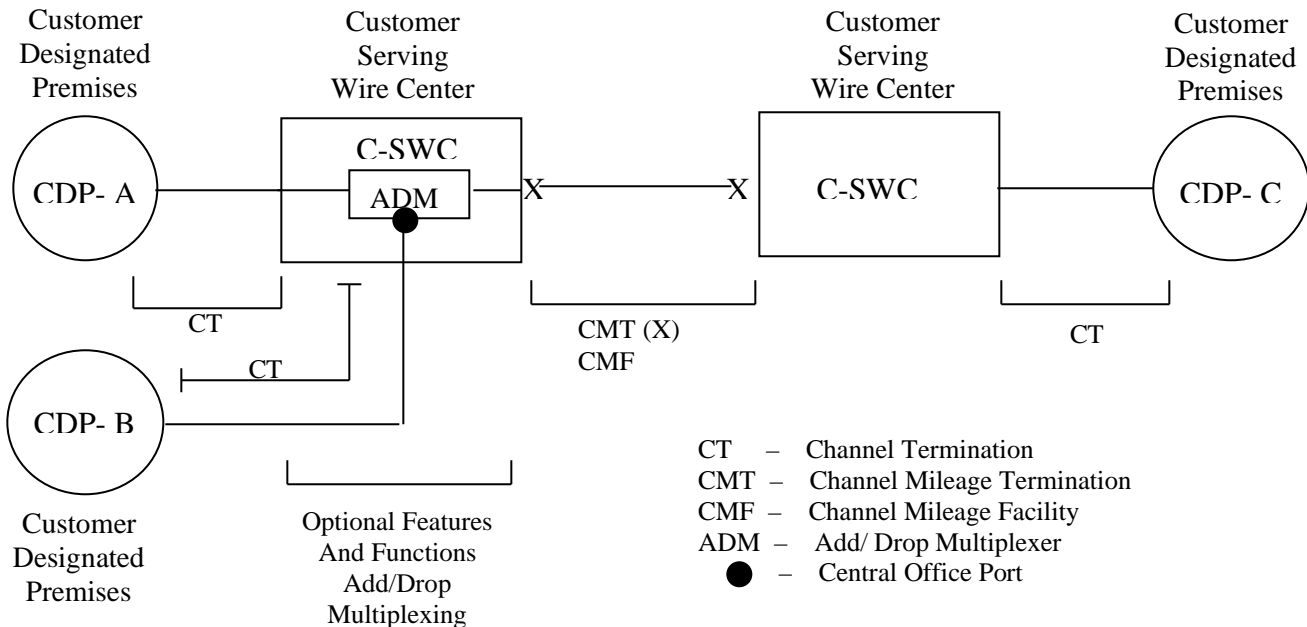 Customer
Designated
Premises
Customer
Serving
Wire Center
Customer
Serving
Wire Center
Customer
Designated
Premises
CDP- A
C-SWC
ADM
X
X
C-SWC
CDP- C
CT
CMT (X)
CMF
CT
CT
CDP- B
Customer
Designated
Premises
Optional Features
And Functions
Add/Drop
Multiplexing
CT – Channel Termination
CMT – Channel Mileage Termination
CMF – Channel Mileage Facility
ADM – Add/ Drop Multiplexer
– Central Office Port